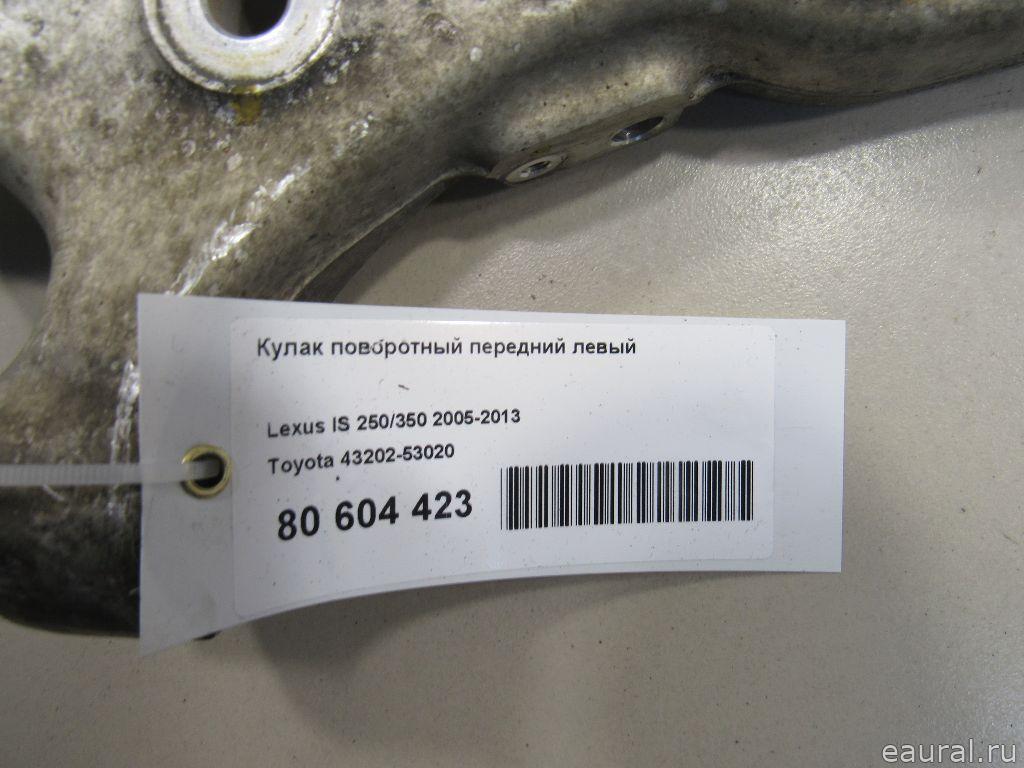 Кулак поворотный передний левый
Lexus IS 250/350 2005-2013
Toyota 43202-53020
80 604 423
eaural.ru